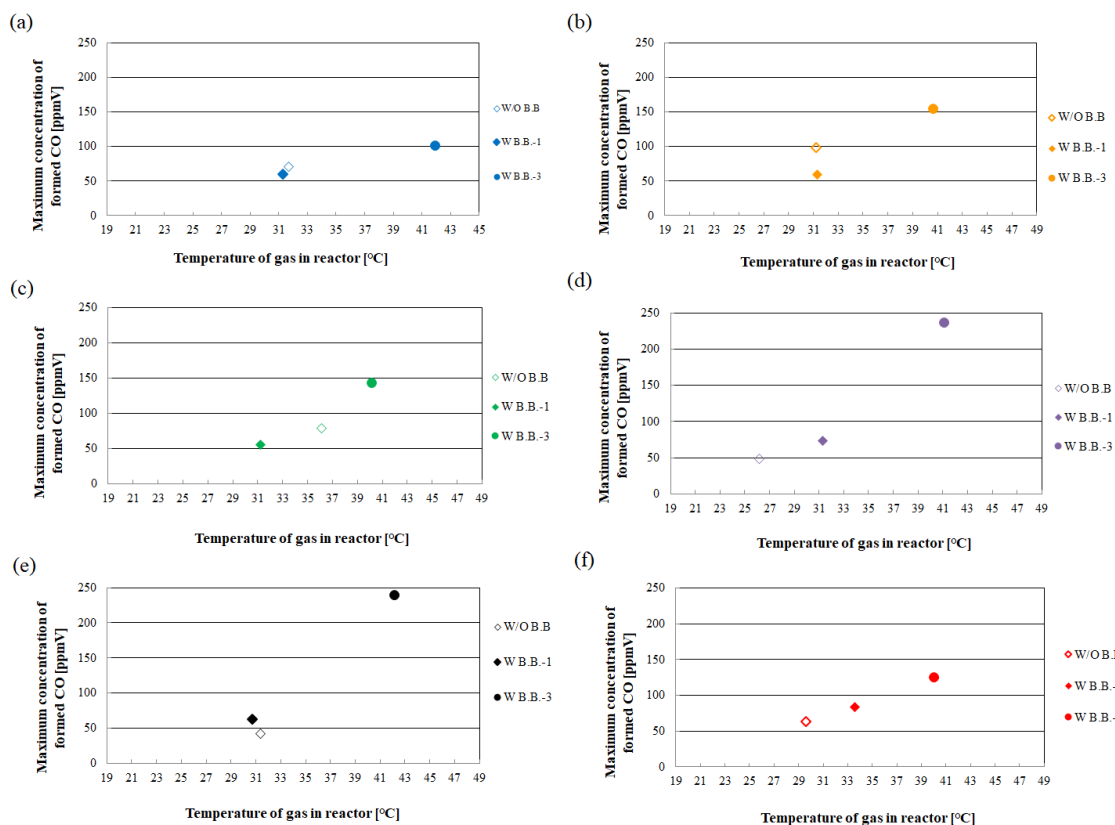 (a)
Maximum concentration of
formed CO [ppmV]
250
200
150
100
50
0
19 21 23 25 27 29 31 33 35 37 39 41 43 45
Temperature of gas in reactor [°C]
W/O B.B
W B.B.-1
W B.B.-3
(b)
Maximum concentration of
formed CO [ppmV]
250
200
150
100
50
0
19 21 23 25 27 29 31 33 35 37 39 41 43 45 47 49
Temperature of gas in reactor [°C]
W/O B.B
W B.B.-1
W B.B.-3
(c)
Maximum concentration of
formed CO [ppmV]
250
200
150
100
50
0
19 21 23 25 27 29 31 33 35 37 39 41 43 45 47 49
Temperature of gas in reactor [°C]
W/O B.B
W B.B.-1
W B.B.-3
(d)
Maximum concentration of
formed CO [ppmV]
250
200
150
100
50
0
19 21 23 25 27 29 31 33 35 37 39 41 43 45 47 49
Temperature of gas in reactor [°C]
W/O B.B
W B.B.-1
W B.B.-3
(e)
Maximum concentration of
formed CO [ppmV]
250
200
150
100
50
0
19 21 23 25 27 29 31 33 35 37 39 41 43 45 47 49
Temperature of gas in reactor [°C]
W/O B.B
W B.B.-1
W B.B.-3
(f)
Maximum concentration of
formed CO [ppmV]
250
200
150
100
50
0
19 21 23 25 27 29 31 33 35 37 39 41 43 45 47 49
Temperature of gas in reactor [°C]
W/O B.
W B.B.-
W B.B.-